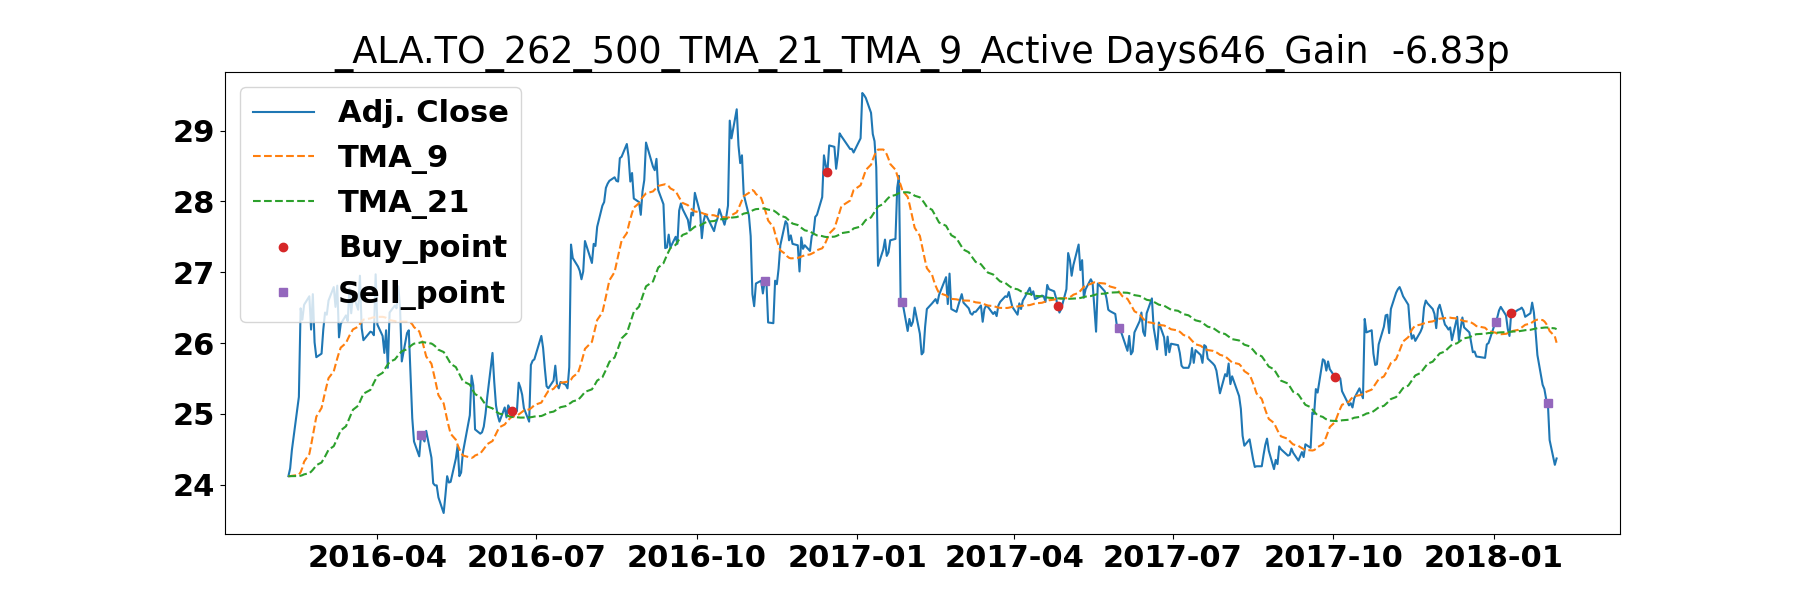 _ALA.TO_262_500_TMA_21_TMA_9_Active Days646_Gain  -6.83p
Adj. Close
TMA_9
TMA_21
Buy_point
Sell_point
29
28
27
26
25
24
2016-04
2016-07
2016-10
2017-01
2017-04
2017-07
2017-10
2018-01